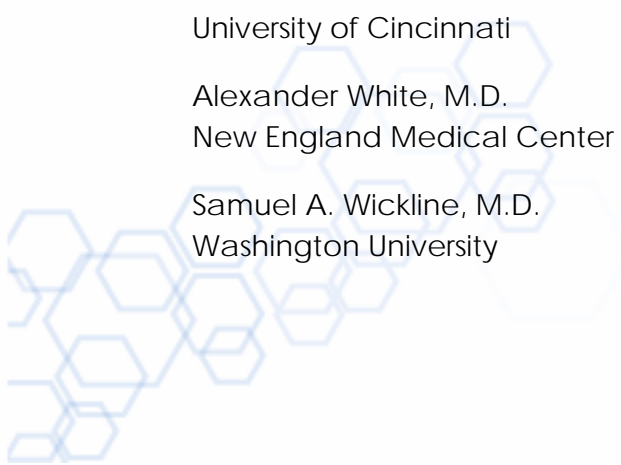 University of Cincinnati
Alexander White, M.D.
New England Medical Center
Samuel A. Wickline, M.D.
Washington University